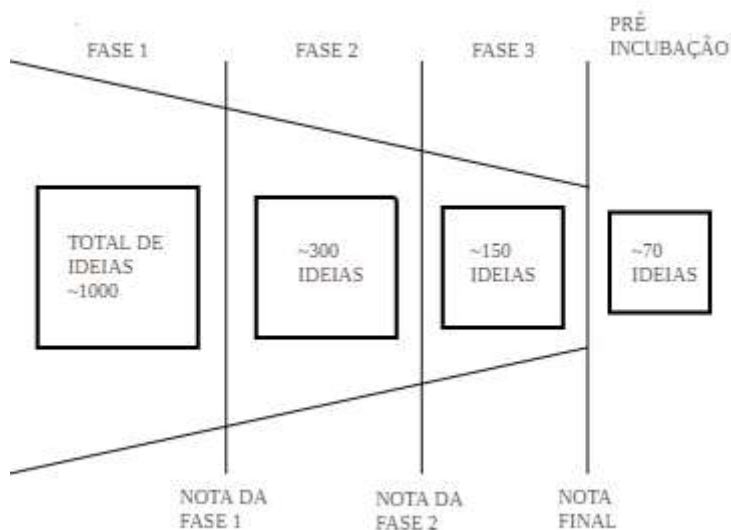 FASE 1
FASE 2
FASE 3
PRÉ
INCUBAÇÃO
TOTAL DE
IDEIAS
~1000
~300
IDEIAS
~150
IDEIAS
~70
IDEIAS
NOTA DA
FASE 1
NOTA DA
FASE 2
NOTA
FINAL